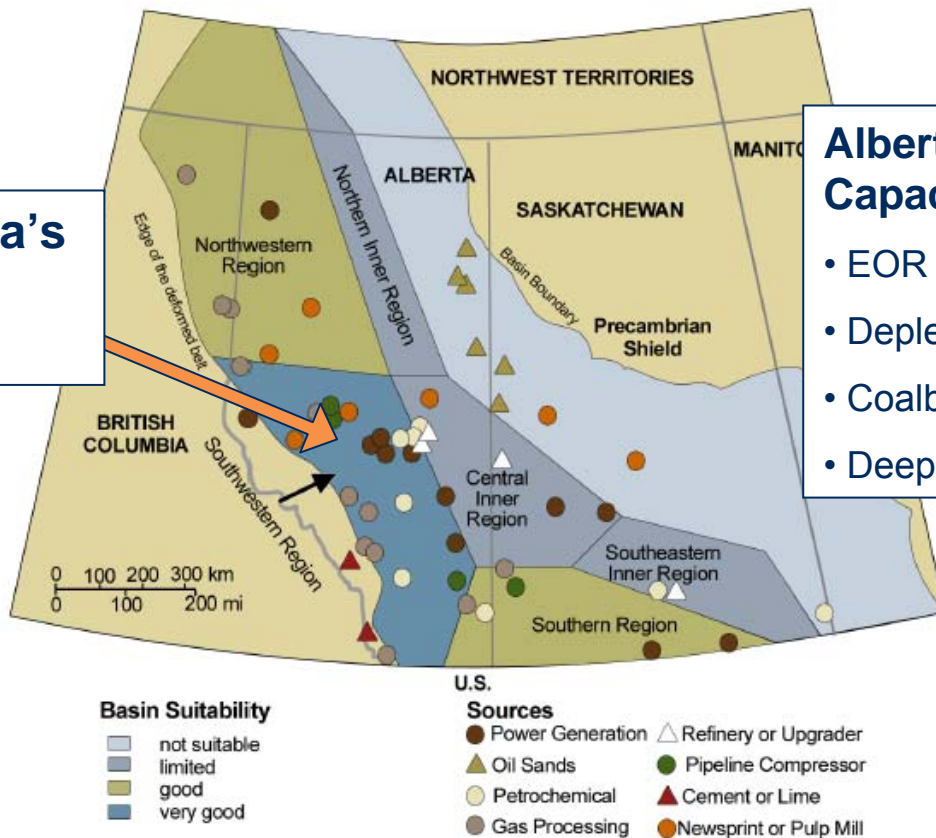 NORTHWEST TERRITORIES
ALBERTA
MANITO
SASKATCHEWAN
Northern Inner Region
Northwestern
Region
Edge of the deformed belt
Basin Boundary
Precambrian
Shield
BRITISH
COLUMBIA
Southwestern Region
Central
Inner
Region
Southeastern
Inner Region
Southern Region
0 100 200 300 km
0 100 200 mi
U.S.
a's
Albert
Capac
• EOR
• Deple
• Coalb
• Deep
Basin Suitability
not suitable
limited
good
very good
Sources
Power Generation
Oil Sands
Petrochemical
Gas Processing
Refinery or Upgrader
Pipeline Compressor
Cement or Lime
Newsprint or Pulp Mill